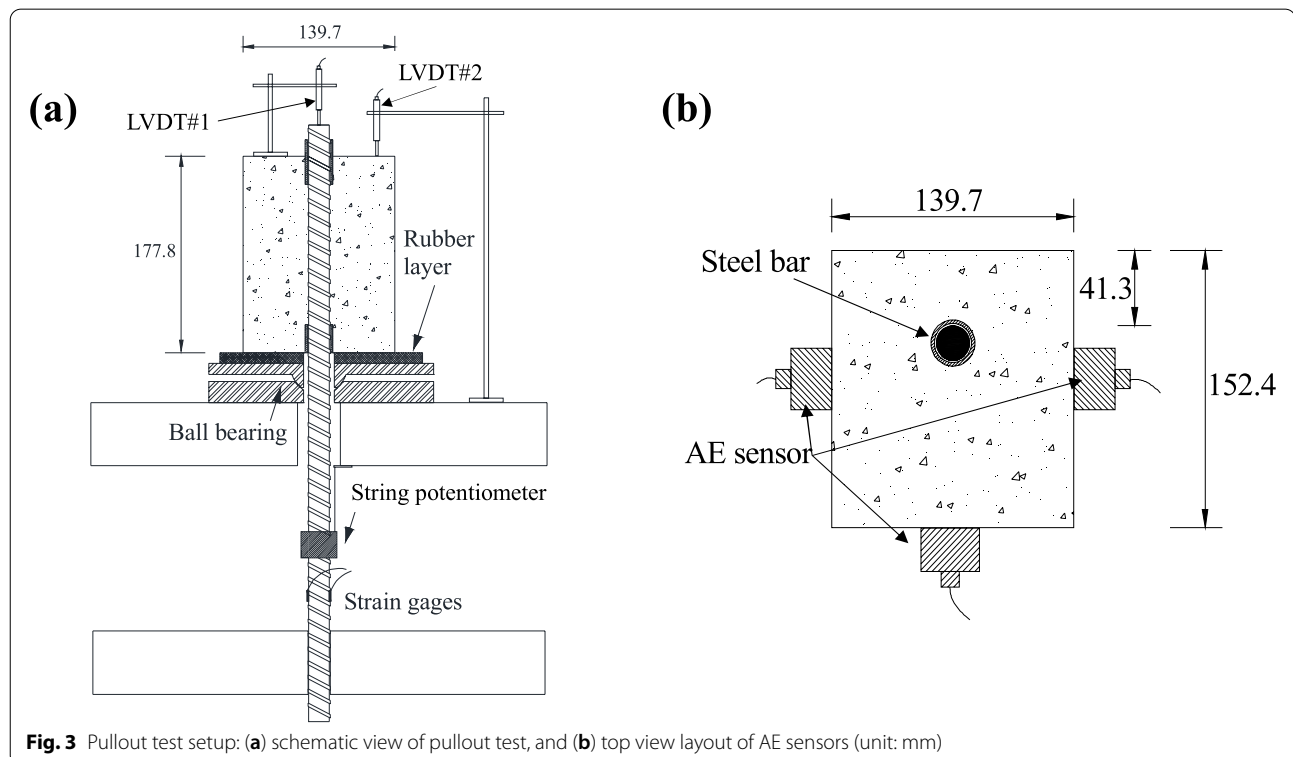 (a)
139.7
LVDT#2
LVDT#1
177.8
Rubber
layer
Ball bearing
String potentiometer
Strain gages
(b)
139.7
Steel bar
41.3
152.4
AE sensor
Fig. 3 Pullout test setup: (a) schematic view of pullout test, and (b) top view layout of AE sensors (unit: mm)